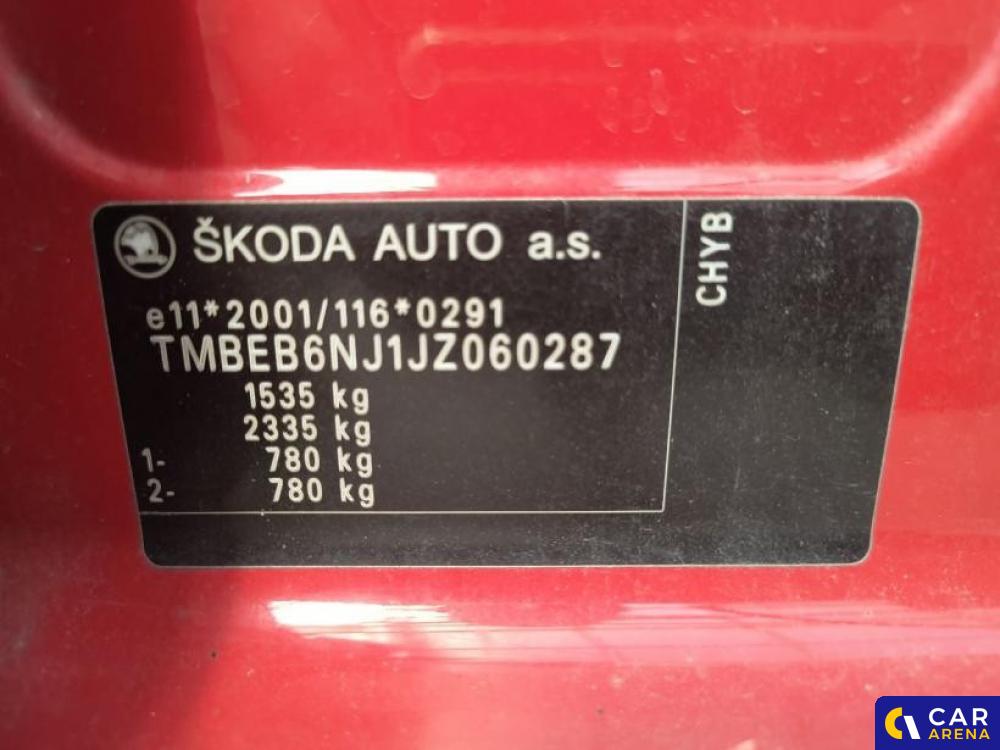 ŠKODA AUTO a.s.
e11*2001/116*0291
TMBEB6NJ1JZ060287
1535 kg
2335 kg
1- 780 kg
2- 780 kg
CHYB
CAR
ARENA